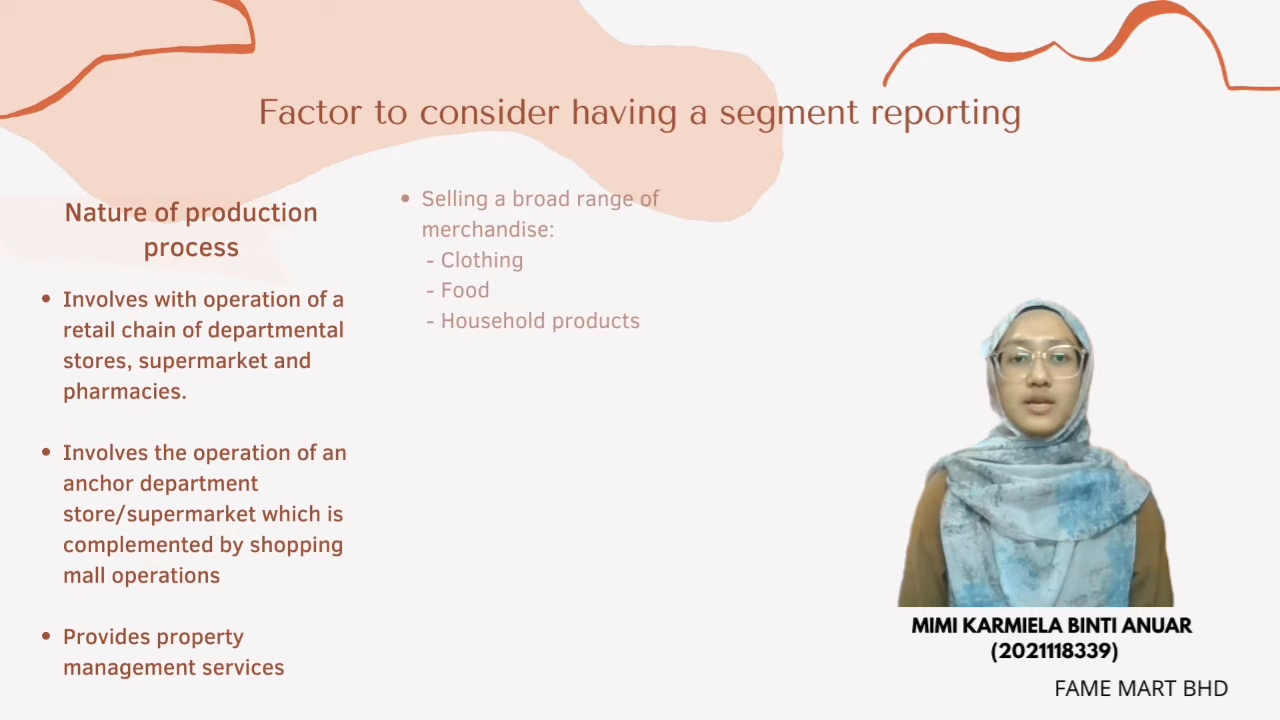 Factor to consider having a segment reporting
Nature of production
process
• Involves with operation of a
retail chain of departmental
stores, supermarket and
pharmacies.
• Involves the operation of an
anchor department
store/supermarket which is
complemented by shopping
mall operations
• Provides property
management services
• Selling a broad range of
merchandise:
- Clothing
- Food
- Household products
MIMI KARMIELA BINTI ANUAR
(2021118339)
FAME MART BHD